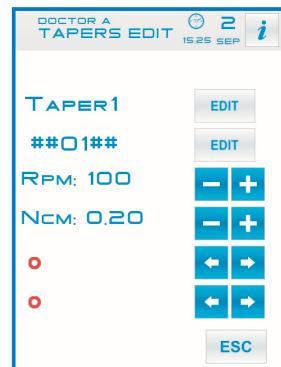 DOCTOR A
TAPERS EDIT
15.25
2
SEP
i
TAPER1
EDIT
##01##
EDIT
RPM: 100
- +
NCM: 0.20
- +
ESC